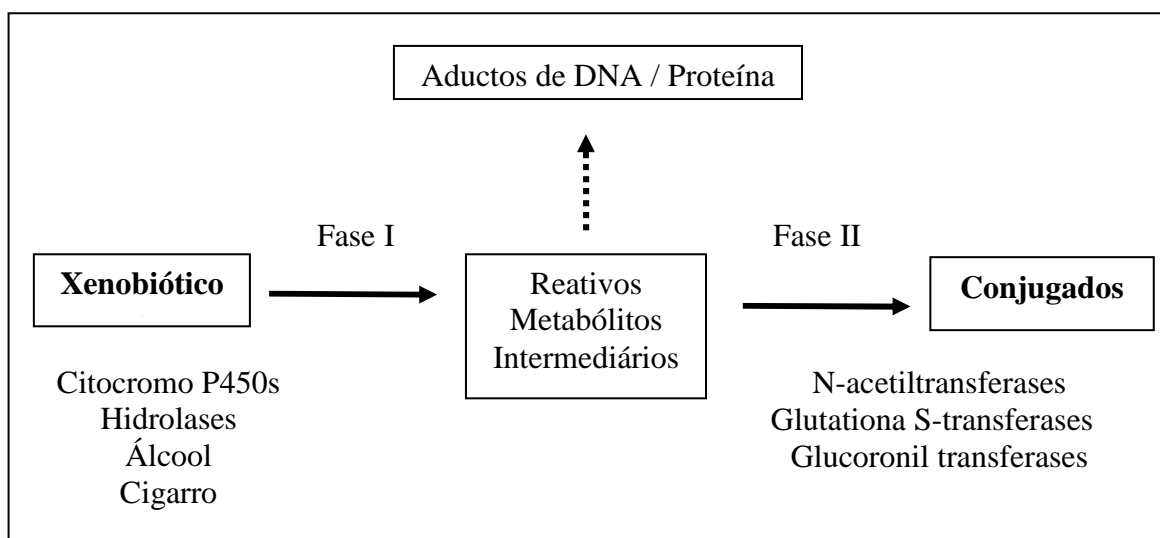 Aductos de DNA / Proteína
Fase I
Fase II
Xenobiótico
Reativos
Metabólitos
Intermediários
Conjugados
Citocromo P450s
Hidrolases
Álcool
Cigarro
N-acetiltransferases
Glutationa S-transferases
Glucoronil transferases